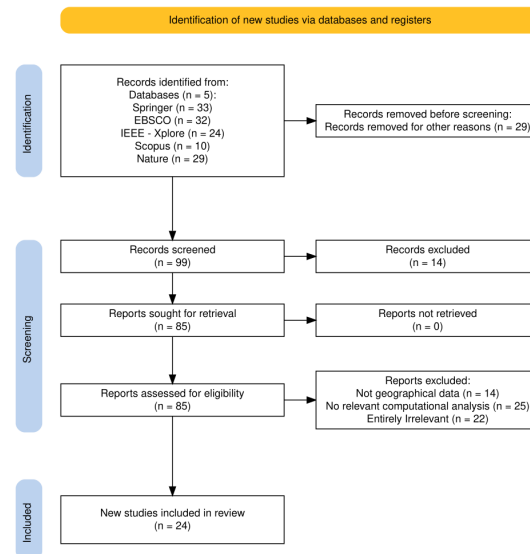 Identification of new studies via databases and registers
Identification
Records identified from:
Databases (n = 5):
Springer (n = 33)
EBSCO (n = 32)
IEEE - Xplore (n = 24)
Scopus (n = 10)
Nature (n = 29)
Records removed before screening:
Records removed for other reasons (n = 29)
Screening
Records screened
(n = 99)
Records excluded
(n = 14)
Reports sought for retrieval
(n = 85)
Reports not retrieved
(n = 0)
Reports assessed for eligibility
(n = 85)
Reports excluded:
Not geographical data (n = 14)
No relevant computational analysis (n = 25)
Entirely Irrelevant (n = 22)
Included
New studies included in review
(n = 24)